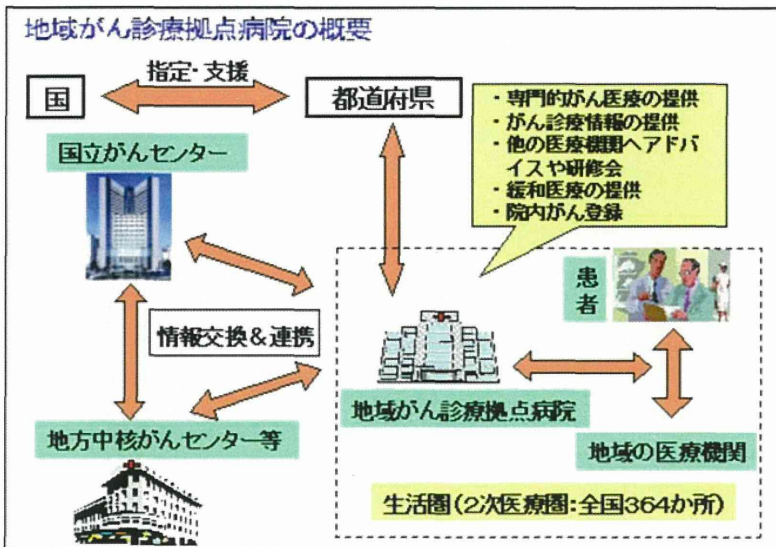 地域がん診療拠点病院の概要
指定・支援
国
都道府県
・専門的がん医療の提供
・がん診療情報の提供
・他の医療機関へアドバ
イスや研修会
・緩和医療の提供
・院内がん登録
国立がんセンター
患
者
情報交換＆連携
地域がん診療拠点病院
地方中核がんセンター等
地域の医療機関
生活圏(2次医療圏:全国364か所)